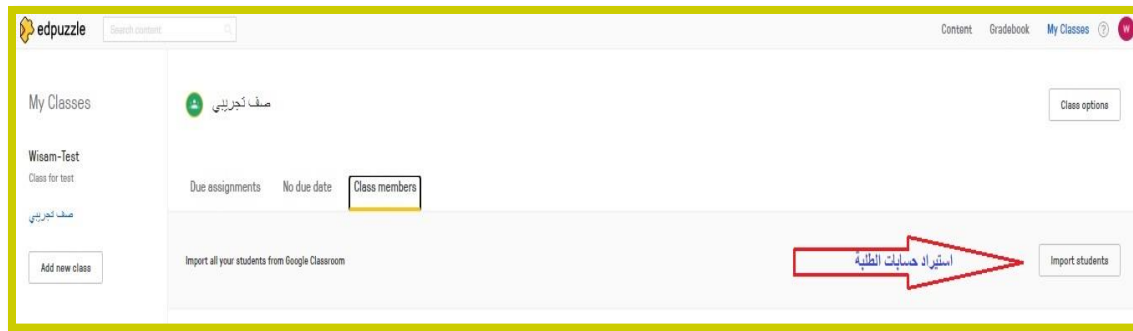 edpuzzle
Search content
Content
Gradebook
My Classes
?
W
My Classes
صف تجريبي
Class options
Wisam-Test
Class for test
صف تجريبي
Due assignments
No due date
Class members
Add new class
Import all your students from Google Classroom
استيراد حسابات الطلبة
Import students